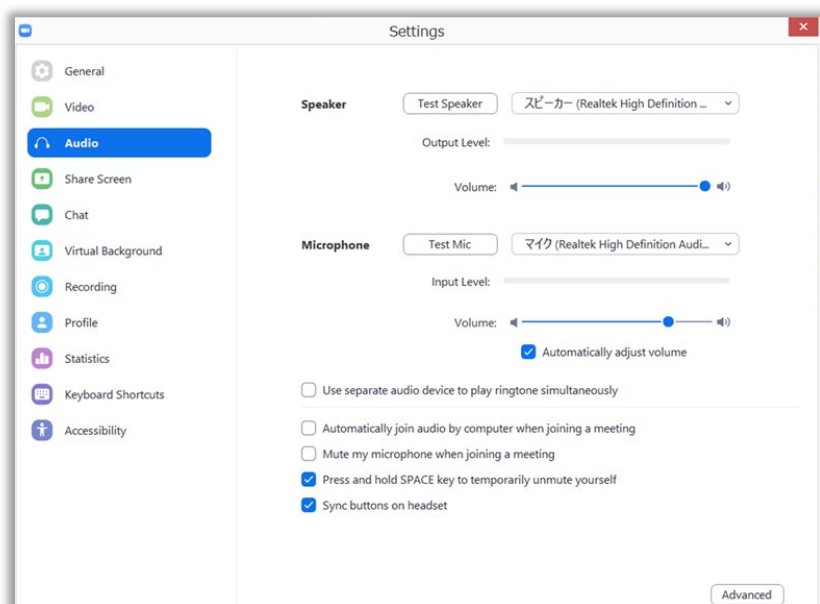 Settings
General
Video
Audio
Share Screen
Chat
Virtual Background
Recording
Profile
Statistics
Keyboard Shortcuts
Accessibility
Speaker Test Speaker スピーカー (Realtek High Definition ...
Output Level:
Volume:
Microphone Test Mic マイク (Realtek High Definition Audi...
Input Level:
Volume:
Automatically adjust volume
Use separate audio device to play ringtone simultaneously
Automatically join audio by computer when joining a meeting
Mute my microphone when joining a meeting
Press and hold SPACE key to temporarily unmute yourself
Sync buttons on headset
Advanced